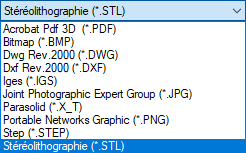 Stéréolithographie (*.STL)
Acrobat Pdf 3D (*.PDF)
Bitmap (*.BMP)
Dwg Rev.2000 (*.DWG)
Dxf Rev.2000 (*.DXF)
Iges (*.IGS)
Joint Photographic Expert Group (*.JPG)
Parasolid (*.X_T)
Portable Networks Graphic (*.PNG)
Step (*.STEP)
Stéréolithographie (*.STL)